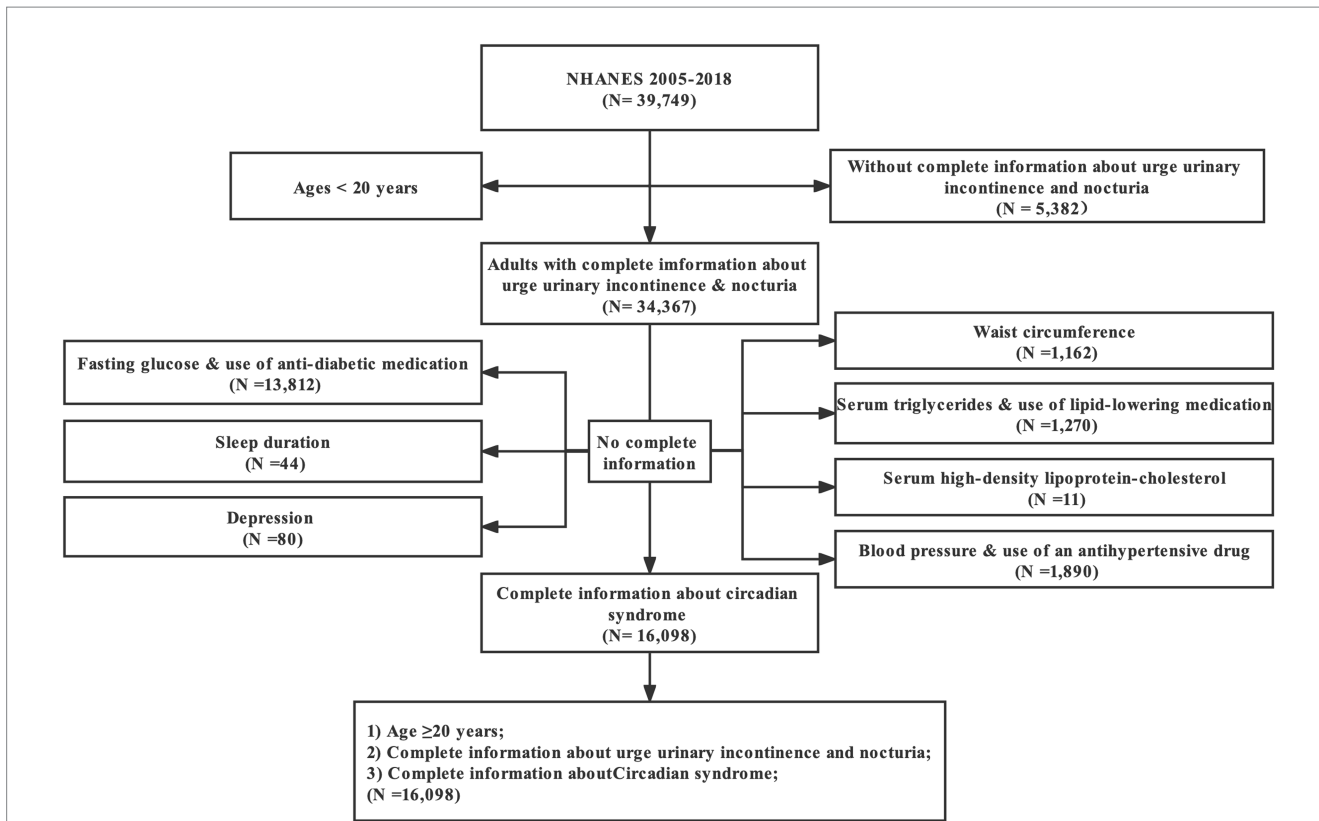 NHANES 2005-2018
(N= 39,749)
Ages < 20 years
Without complete information about urge urinary
incontinence and nocturia
(N = 5,382）
Adults with complete imformation about
urge urinary incontinence & nocturia
(N= 34,367)
Fasting glucose & use of anti-diabetic medication
(N =13,812)
Sleep duration
(N =44)
Depression
(N =80)
No complete
information
Waist circumference
(N =1,162)
Serum triglycerides & use of lipid-lowering medication
(N =1,270)
Serum high-density lipoprotein-cholesterol
(N =11)
Blood pressure & use of an antihypertensive drug
(N =1,890)
Complete information about circadian
syndrome
(N= 16,098)
1) Age ≥20 years;
2) Complete information about urge urinary incontinence and nocturia;
3) Complete information aboutCircadian syndrome;
(N =16,098)